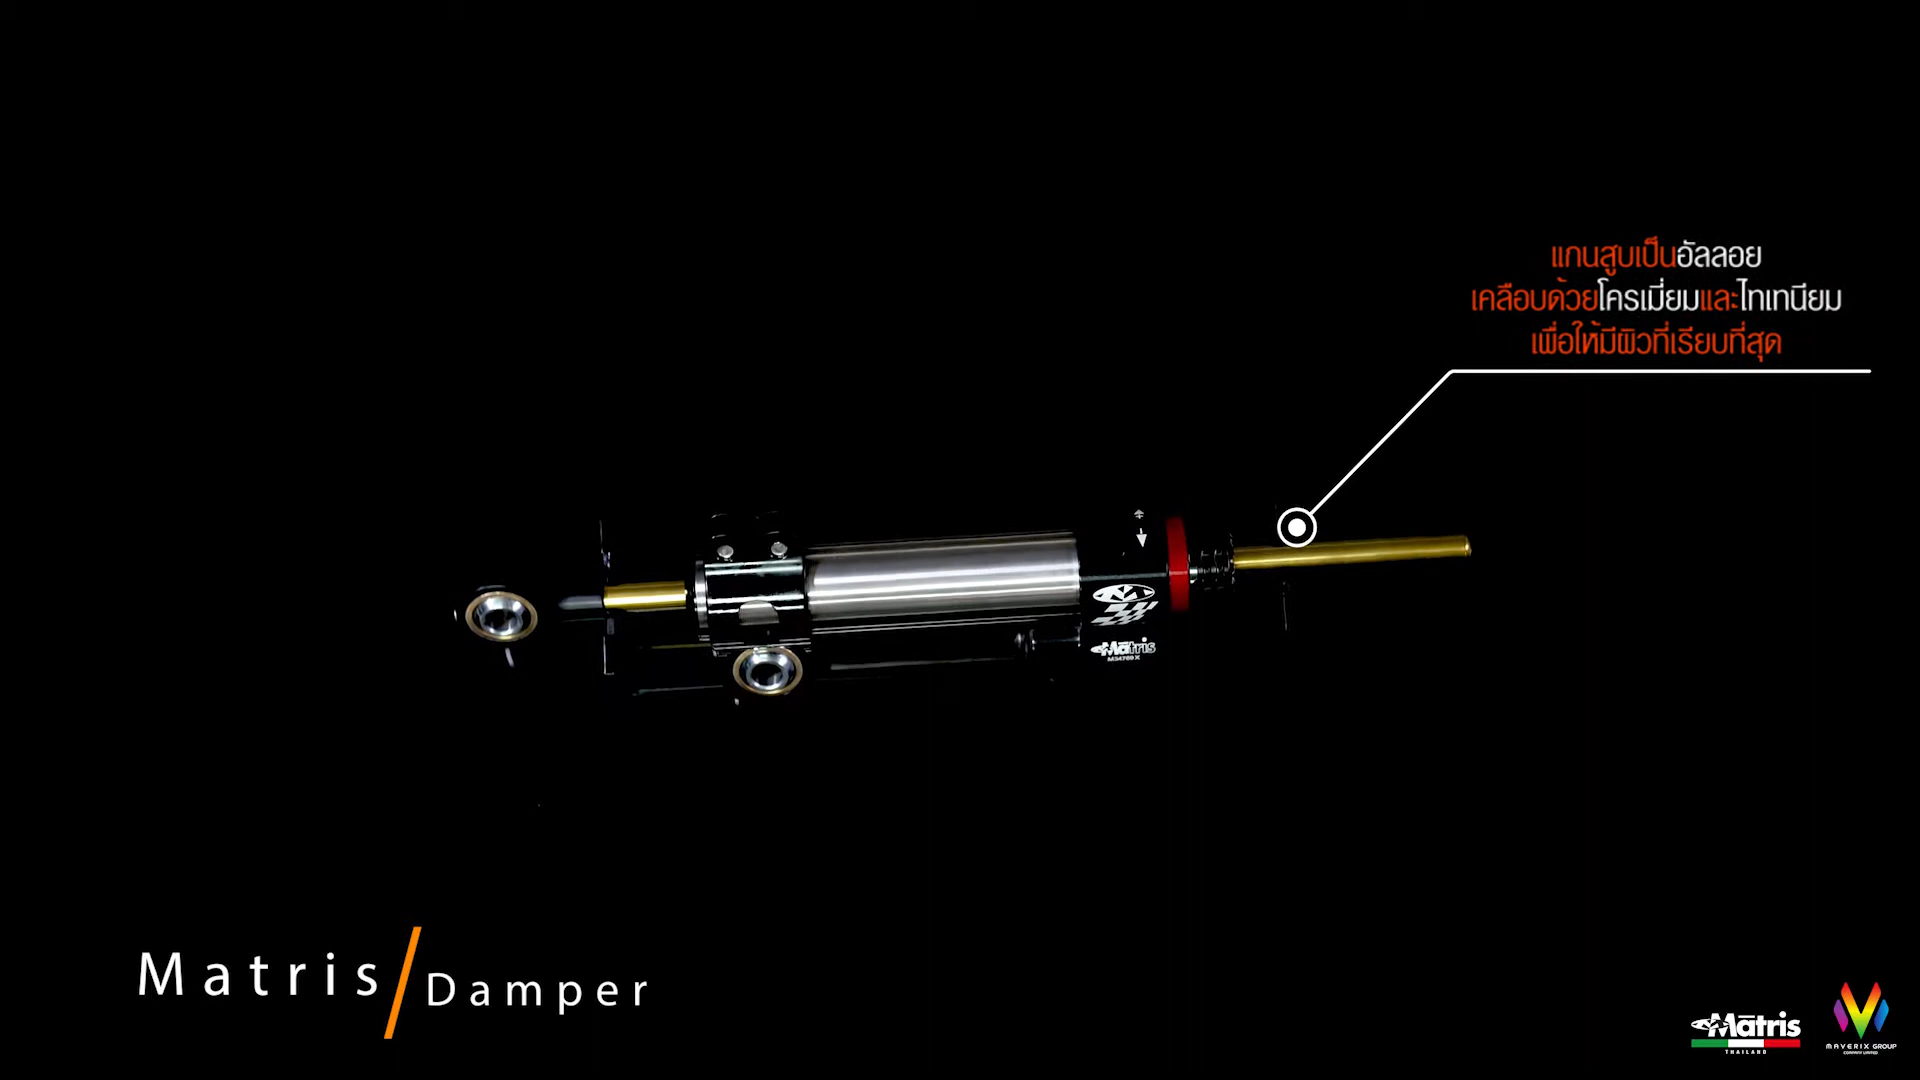 แกนสูบเป็นอัลลอย
เคลือบด้วยโครเมี่ยมและไทเทนียม
เพื่อให้มีผิวที่เรียบที่สุด
Matris
Matris/Damper
Matris
THAILAND
MAVERIX GROUP
COMPANY LIMITED